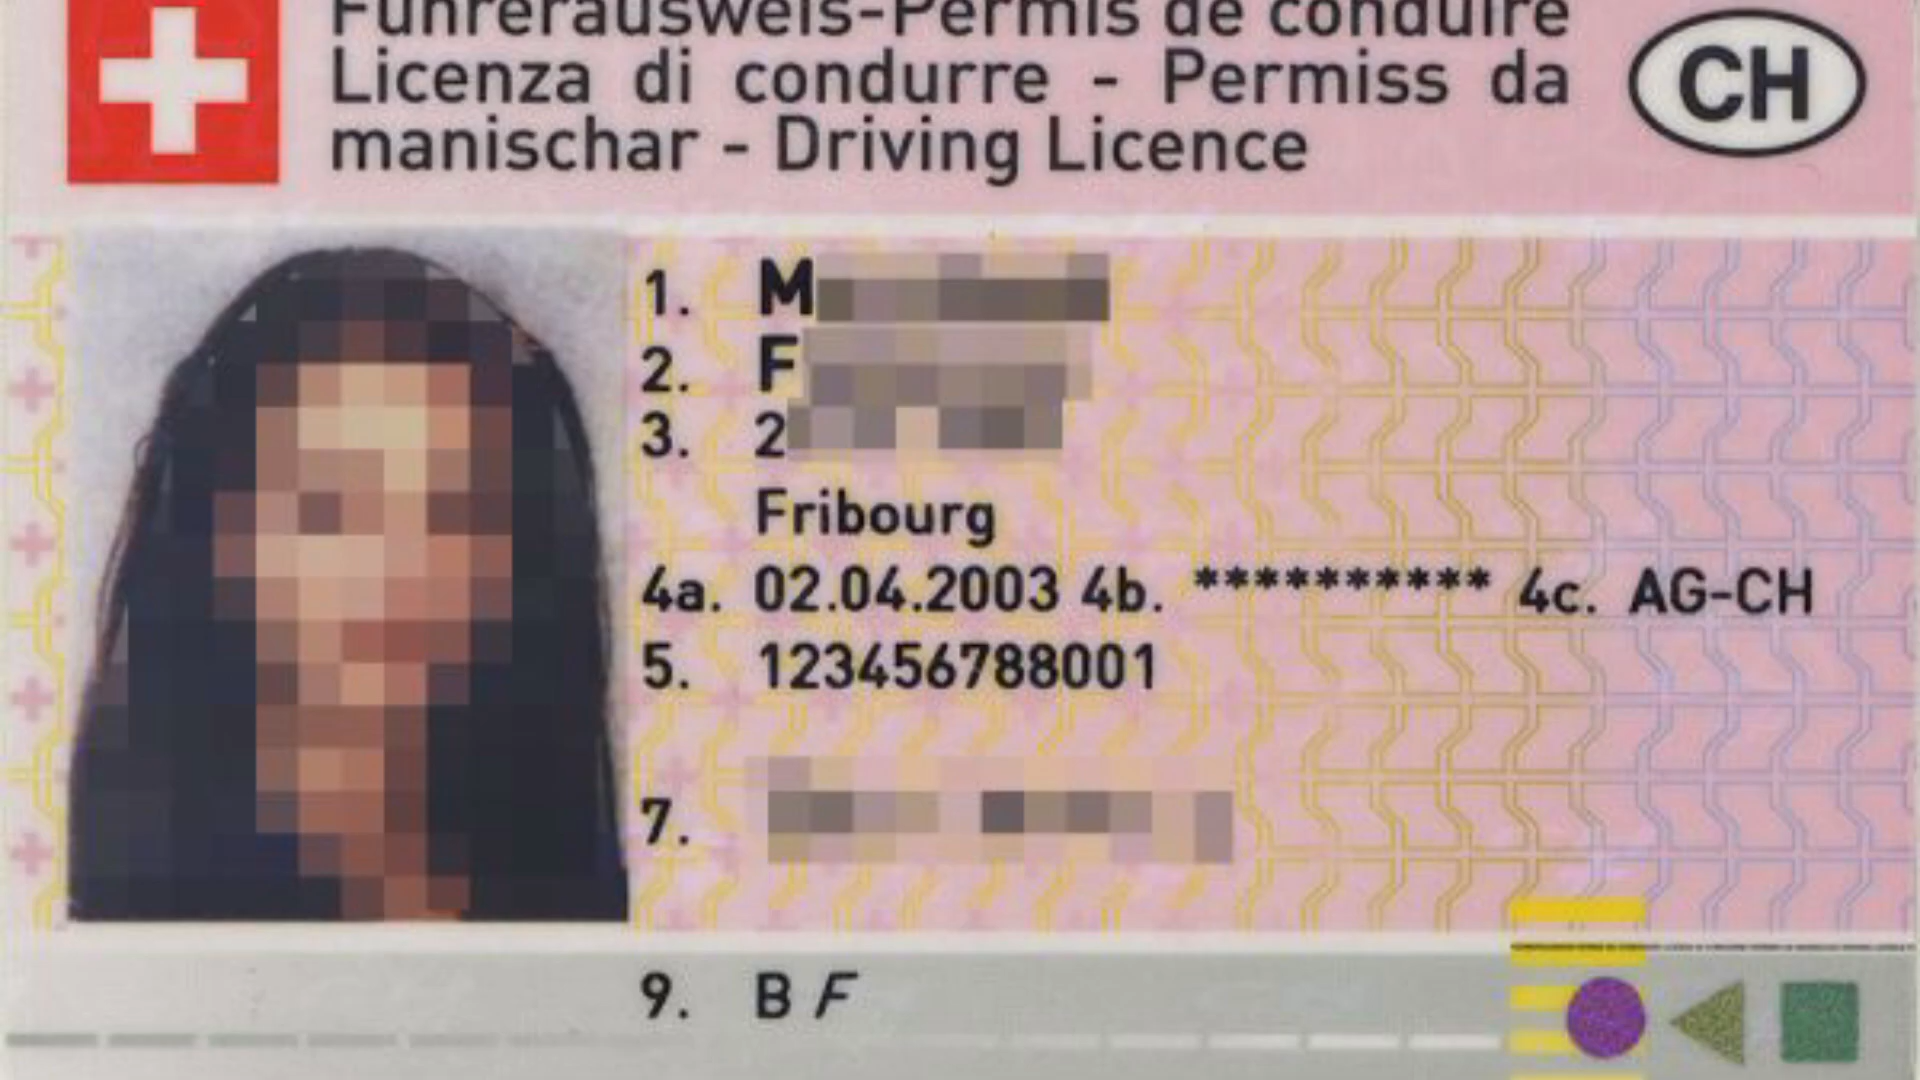 Führerausweis-Permis de conduire
Licenza di condurre - Permiss da
manischar - Driving Licence
CH
1. M
2. F
3. 2
Fribourg
4a. 02.04.2003 4b. ********** 4c. AG-CH
5. 123456788001
7.
9. B F